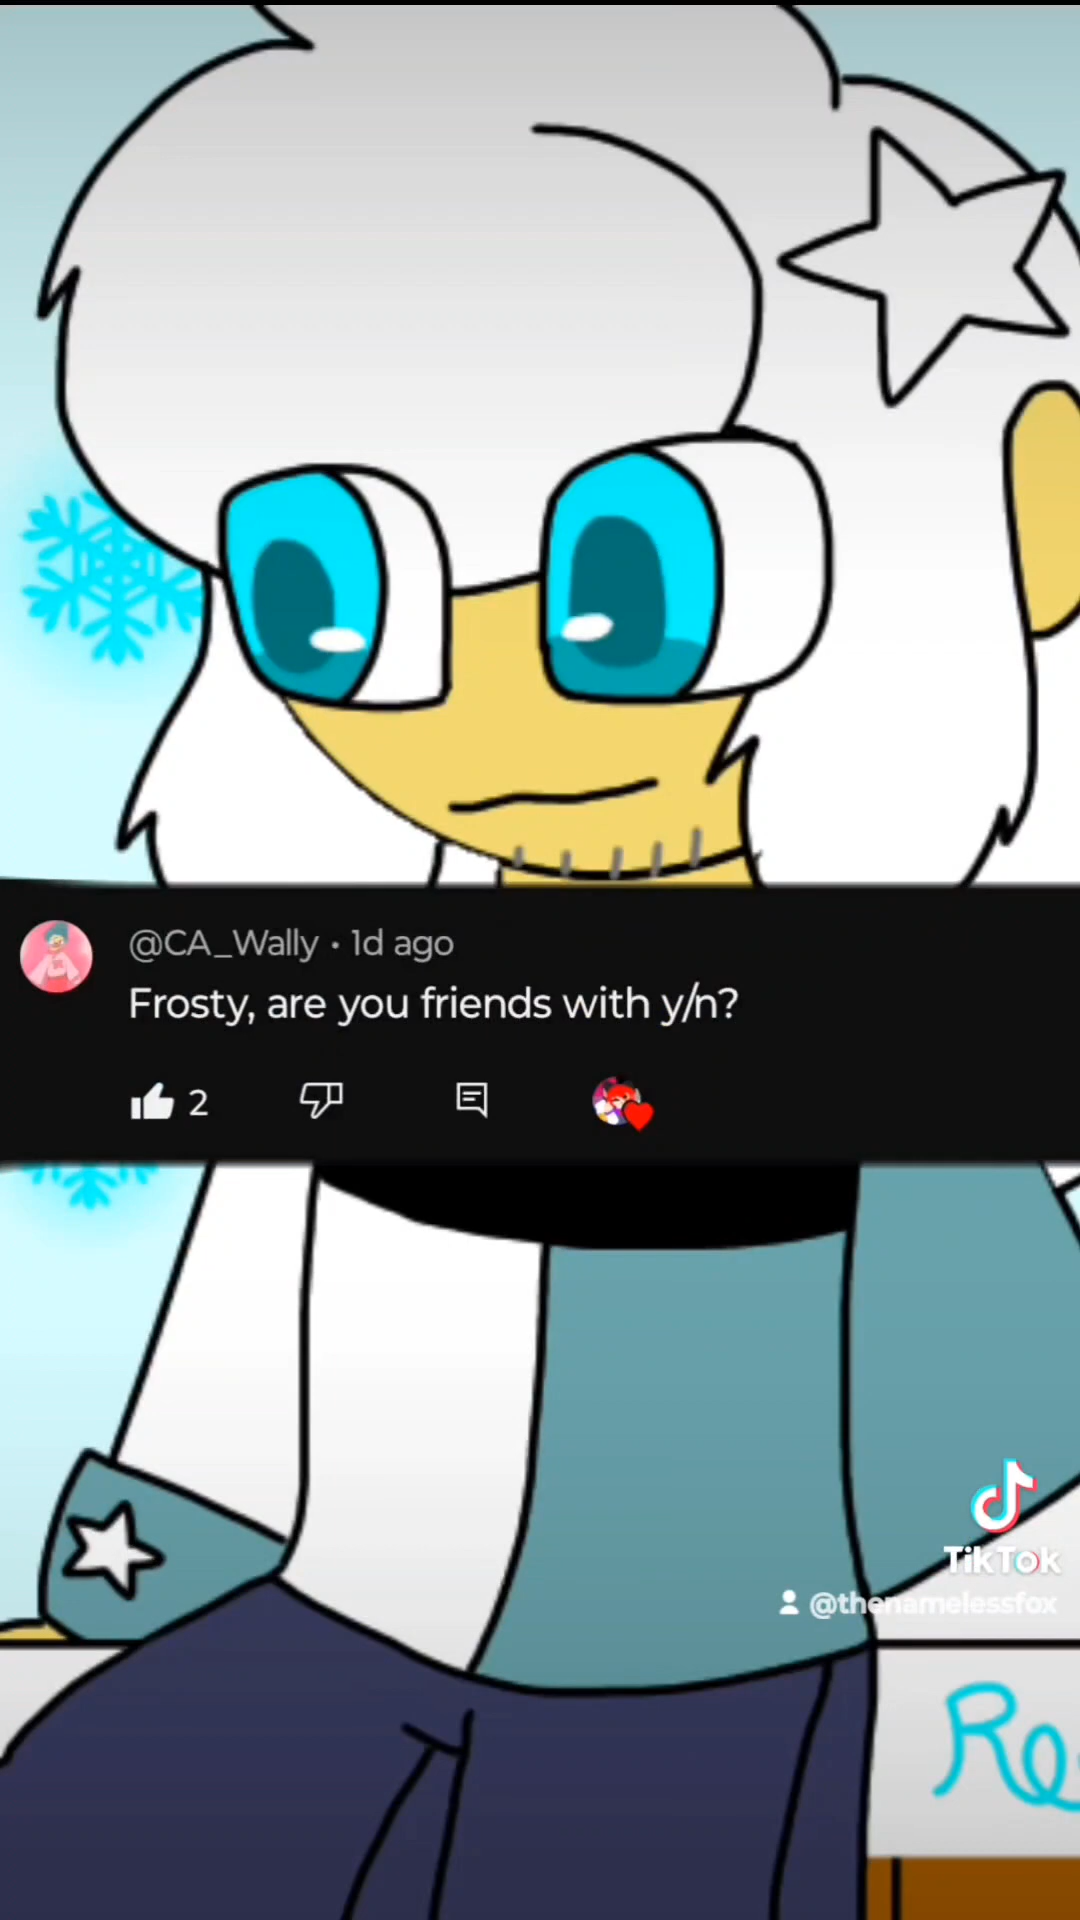 @CA_Wally • 1d ago
Frosty, are you friends with y/n?
2
TikTok
@thenamelessfox